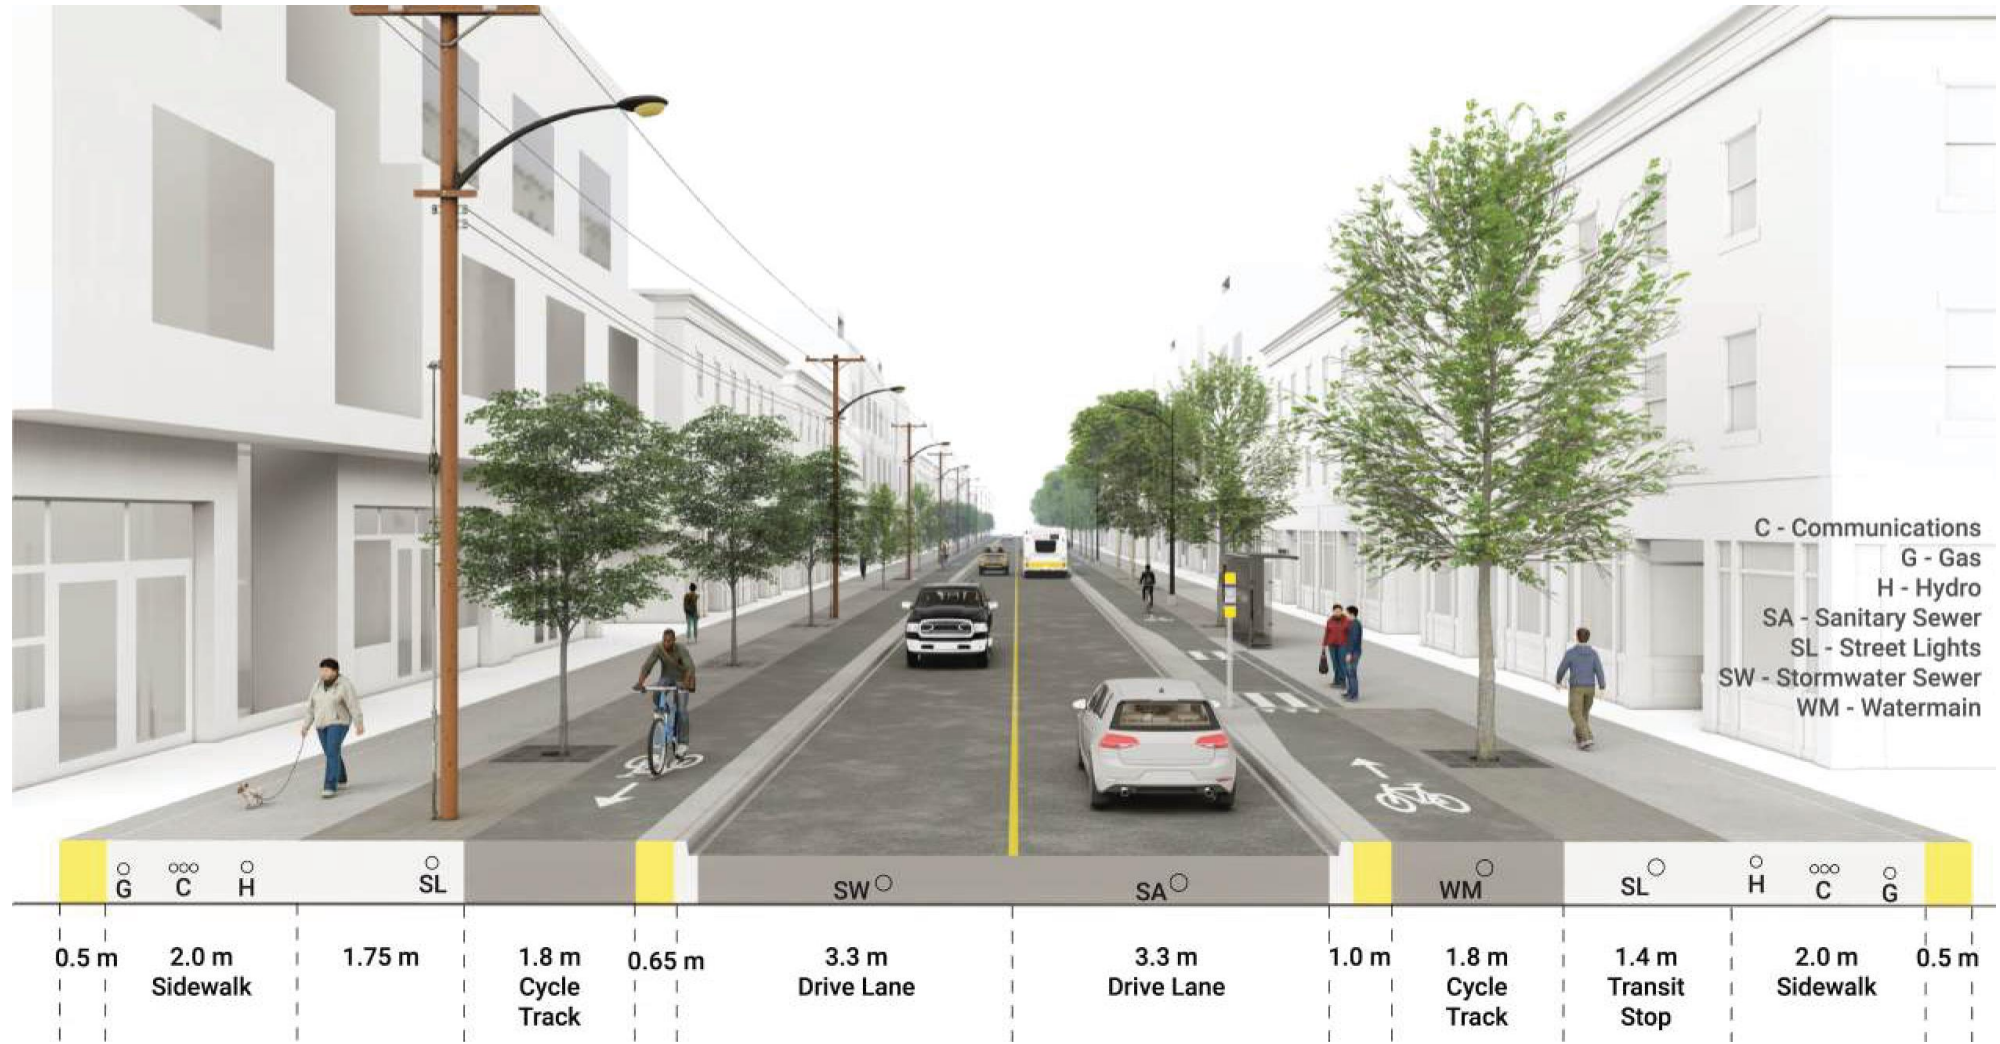 C - Communications
G - Gas
H - Hydro
SA - Sanitary Sewer
SL - Street Lights
SW - Stormwater Sewer
WM - Watermain
G C H SL SW SA WM SL H C G
0.5 m 2.0 m 1.75 m 1.8 m 0.65 m 3.3 m 3.3 m 1.0 m 1.8 m 1.4 m 2.0 m 0.5 m
Sidewalk Cycle Drive Lane Drive Lane Cycle Transit Sidewalk
Track Track Stop